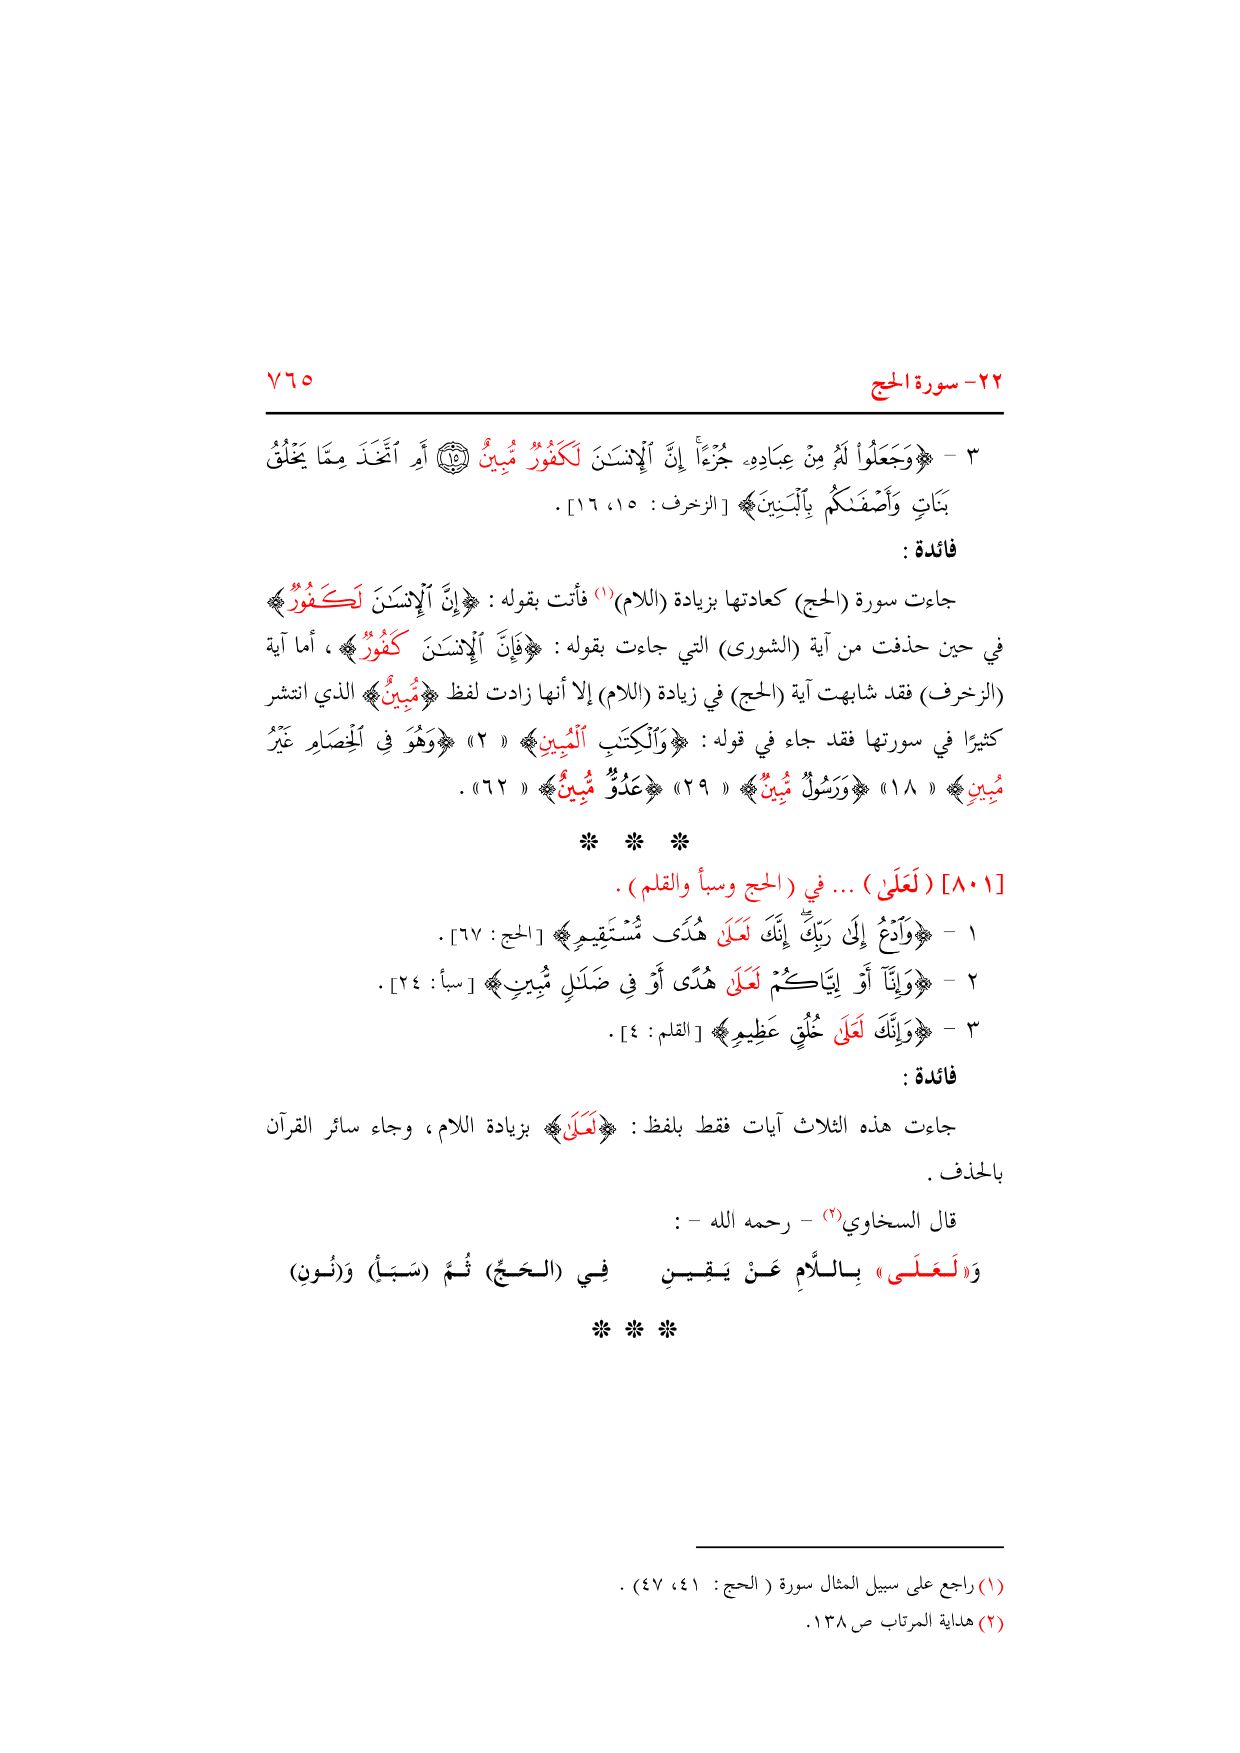 ٢٢- سورة الحج ٧٦٥
٣ - ﴿وَجَعَلُواْ لَهُۥ مِنۡ عِبَادِهِۦ جُزۡءًاۚ إِنَّ ٱلۡإِنسَٰنَ لَكَفُورٞ مُّبِينٌ ۝١٥ أَمِ ٱتَّخَذَ مِمَّا يَخۡلُقُ
بَنَاتٖ وَأَصۡفَىٰكُم بِٱلۡبَنِينَ﴾ [الزخرف: ١٥، ١٦].
فائدة :
جاءت سورة (الحج) كعادتها بزيادة (اللام)(١) فأتت بقوله : ﴿إِنَّ ٱلۡإِنسَٰنَ لَكَفُورٞ﴾
في حين حذفت من آية (الشورى) التي جاءت بقوله : ﴿فَإِنَّ ٱلۡإِنسَٰنَ كَفُورٞ﴾ ، أما آية
(الزخرف) فقد شابهت آية (الحج) في زيادة (اللام) إلا أنها زادت لفظ ﴿مُّبِينٌ﴾ الذي انتشر
كثيرًا في سورتها فقد جاء في قوله : ﴿وَٱلۡكِتَٰبِ ٱلۡمُبِينِ﴾ « ٢» ﴿وَهُوَ فِي ٱلۡخِصَامِ غَيۡرُ
مُبِينٖ﴾ « ١٨» ﴿وَرَسُولٞ مُّبِينٞ﴾ « ٢٩» ﴿عَدُوّٞ مُّبِينٞ﴾ « ٦٢» .
❊ ❊ ❊
[٨٠١] (لَعَلَىٰ) ... في (الحج وسبأ والقلم) .
١ - ﴿وَٱدۡعُ إِلَىٰ رَبِّكَۖ إِنَّكَ لَعَلَىٰ هُدٗى مُّسۡتَقِيمٖ﴾ [الحج: ٦٧] .
٢ - ﴿وَإِنَّآ أَوۡ إِيَّاكُمۡ لَعَلَىٰ هُدًى أَوۡ فِي ضَلَٰلٖ مُّبِينٖ﴾ [سبأ: ٢٤] .
٣ - ﴿وَإِنَّكَ لَعَلَىٰ خُلُقٍ عَظِيمٖ﴾ [القلم: ٤] .
فائدة :
جاءت هذه الثلاث آيات فقط بلفظ : ﴿لَعَلَىٰ﴾ بزيادة اللام ، وجاء سائر القرآن
بالحذف .
قال السخاوي(٢) - رحمه الله - :
وَ«لَعَلَى» بِاللَّامِ عَنْ يَقِينِ فِي (الحَجِّ) ثُمَّ (سَبَأٍ) وَ(نُونِ)
❊ ❊ ❊
(١) راجع على سبيل المثال سورة ( الحج: ٤١، ٤٧) .
(٢) هداية المرتاب ص١٣٨.